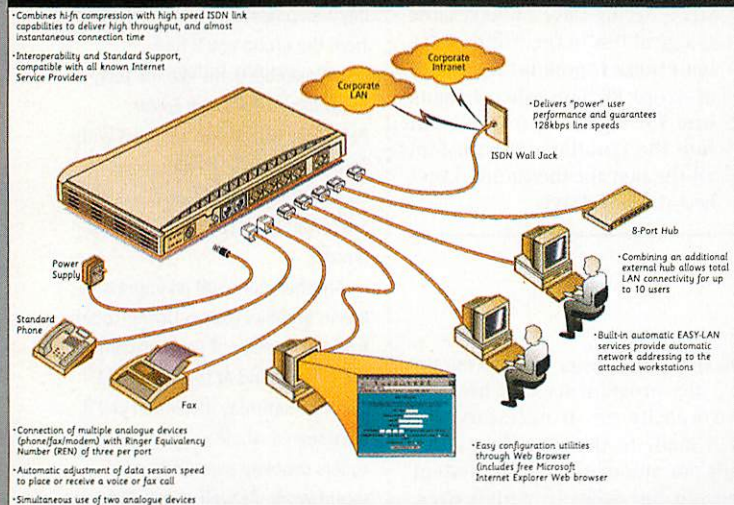 ·Combines hi-fn compression with high speed ISDN link
capabilities to deliver high throughput, and almost
instantaneous connection time
·Interoperability and Standard Support,
compatible with all known Internet
Service Providers
Corporate
LAN
Corporate
Intranet
·Delivers "power" user
performance and guarantees
128kbps line speeds
ISDN Wall Jack
8-Port Hub
Power
Supply
·Combining an additional
external hub allows total
LAN connectivity for up
to 10 users
Standard
Phone
·Built-in automatic EASY-LAN
services provide automatic
network addressing to the
attached workstations
Fax
·Connection of multiple analogue devices
(phone/fax/modem) with Ringer Equivalency
Number (REN) of three per port
·Easy configuration utilities
through Web Browser
(includes free Microsoft
Internet Explorer Web browser
·Automatic adjustment of data session speed
to place or receive a voice or fax call
·Simultaneous use of two analogue devices